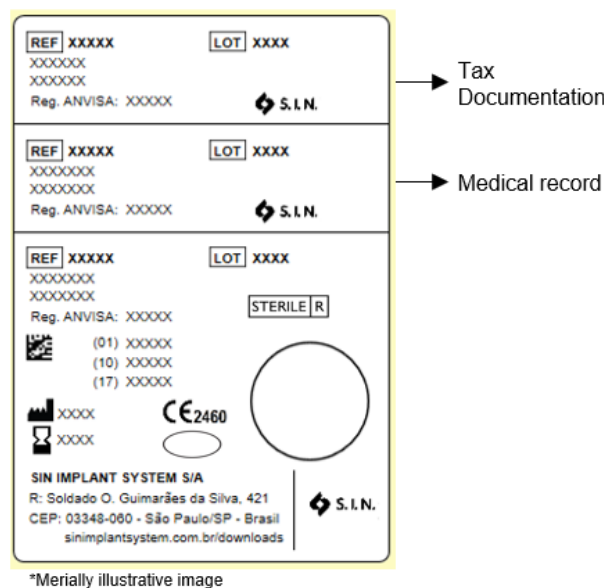 REF XXXXX LOT XXXX
XXXXXX
XXXXXX
Reg. ANVISA: XXXXX S.I.N.
Tax
Documentation
REF XXXXX LOT XXXX
XXXXXXX
XXXXXXX
Reg. ANVISA: XXXXX S.I.N.
Medical record
REF XXXXX LOT XXXX
XXXXXXX
XXXXXXX
Reg. ANVISA: XXXXX
STERILE R
(01) XXXXX
(10) XXXXX
(17) XXXXX
XXXX CE2460
XXXX
SIN IMPLANT SYSTEM S/A
R: Soldado O. Guimarães da Silva, 421
CEP: 03348-060 - São Paulo/SP - Brasil
sinimplantsystem.com.br/downloads
S.I.N.
*Merially illustrative image